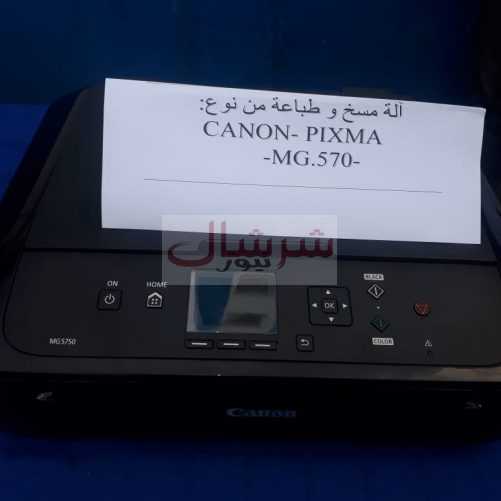 آلة مسخ و طباعة من نوع:
CANON- PIXMA
-MG.570-
شرشال
نيوز
BLACK
ON
HOME
OK
COLOR
MG5750
Canon